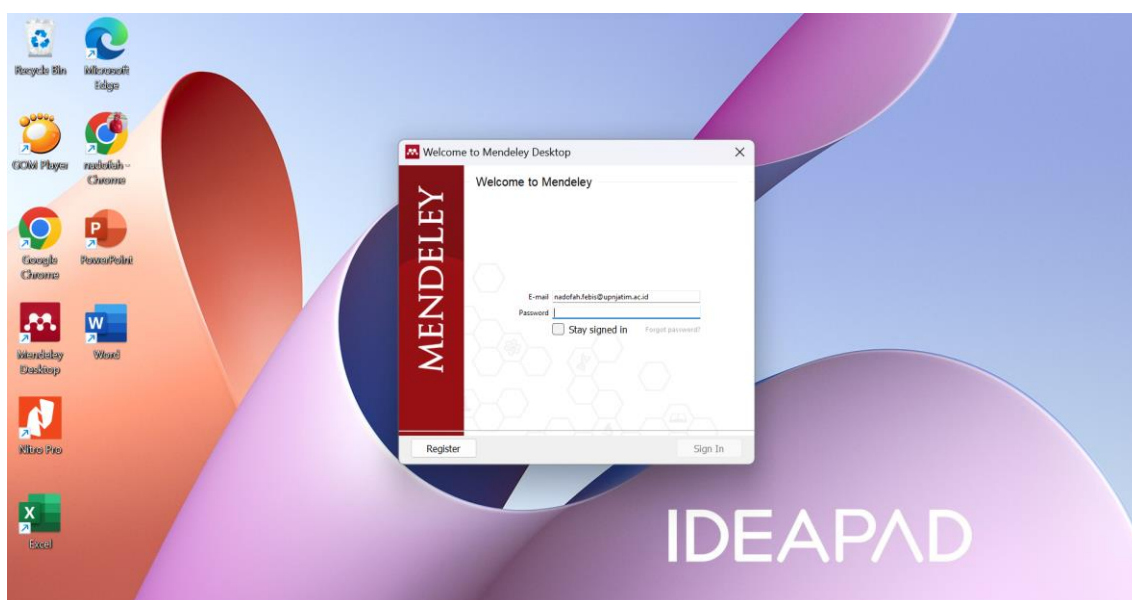 Recycle Bin
Microsoft
Edge
GOM Player
nadofah -
Chrome
Google
Chrome
PowerPoint
Mendeley
Desktop
Word
Nitro Pro
Excel
Welcome to Mendeley Desktop
MENDELEY
Welcome to Mendeley
E-mail nadofah.febis@upnjatim.ac.id
Password
Stay signed in Forgot password?
Register Sign In
IDEAPAD